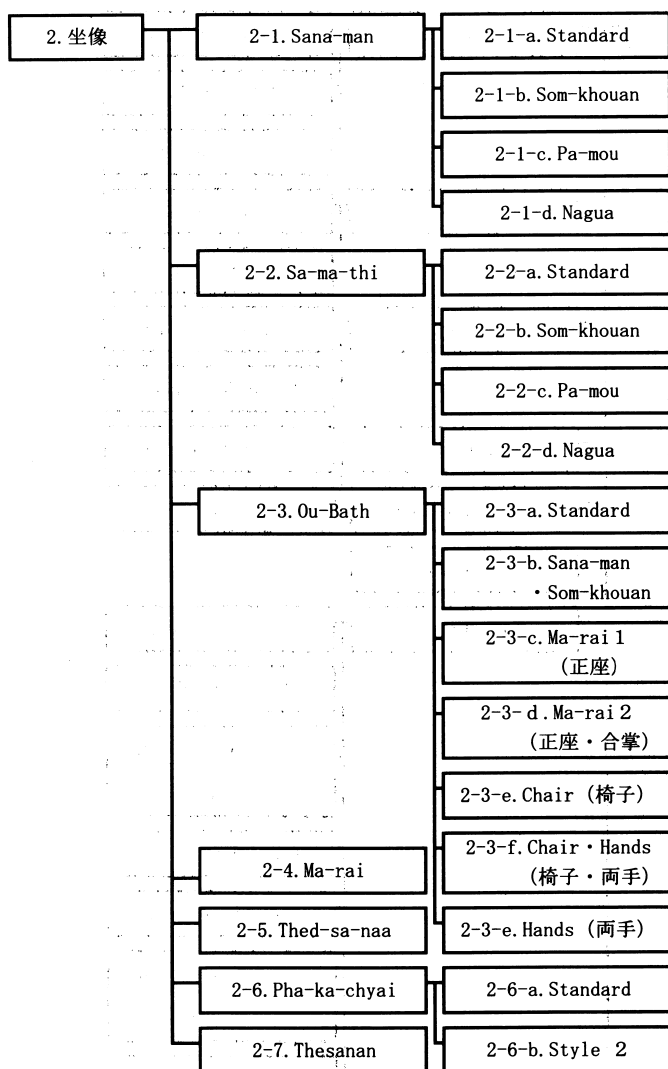 2. 坐像
2-1. Sana-man
2-1-a. Standard
2-1-b. Som-khouan
2-1-c. Pa-mou
2-1-d. Nagua
2-2. Sa-ma-thi
2-2-a. Standard
2-2-b. Som-khouan
2-2-c. Pa-mou
2-2-d. Nagua
2-3. Ou-Bath
2-3-a. Standard
2-3-b. Sana-man
・Som-khouan
2-3-c. Ma-rai 1
(正座)
2-3-d. Ma-rai 2
(正座・合掌)
2-3-e. Chair (椅子)
2-3-f. Chair・Hands
(椅子・両手)
2-3-e. Hands (両手)
2-4. Ma-rai
2-5. Thed-sa-naa
2-6. Pha-ka-chyai
2-6-a. Standard
2-6-b. Style 2
2-7. Thesanan